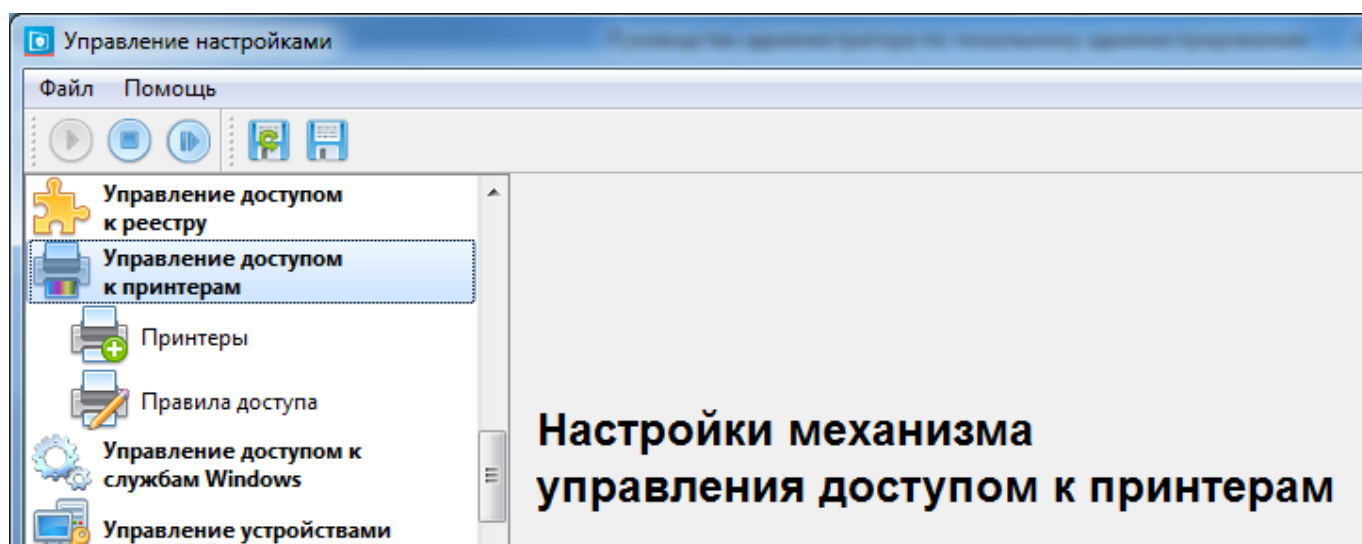 Управление настройками
Файл Помощь
Управление доступом
к реестру
Управление доступом
к принтерам
Принтеры
Правила доступа
Управление доступом к
службам Windows
Управление устройствами
Настройки механизма
управления доступом к принтерам